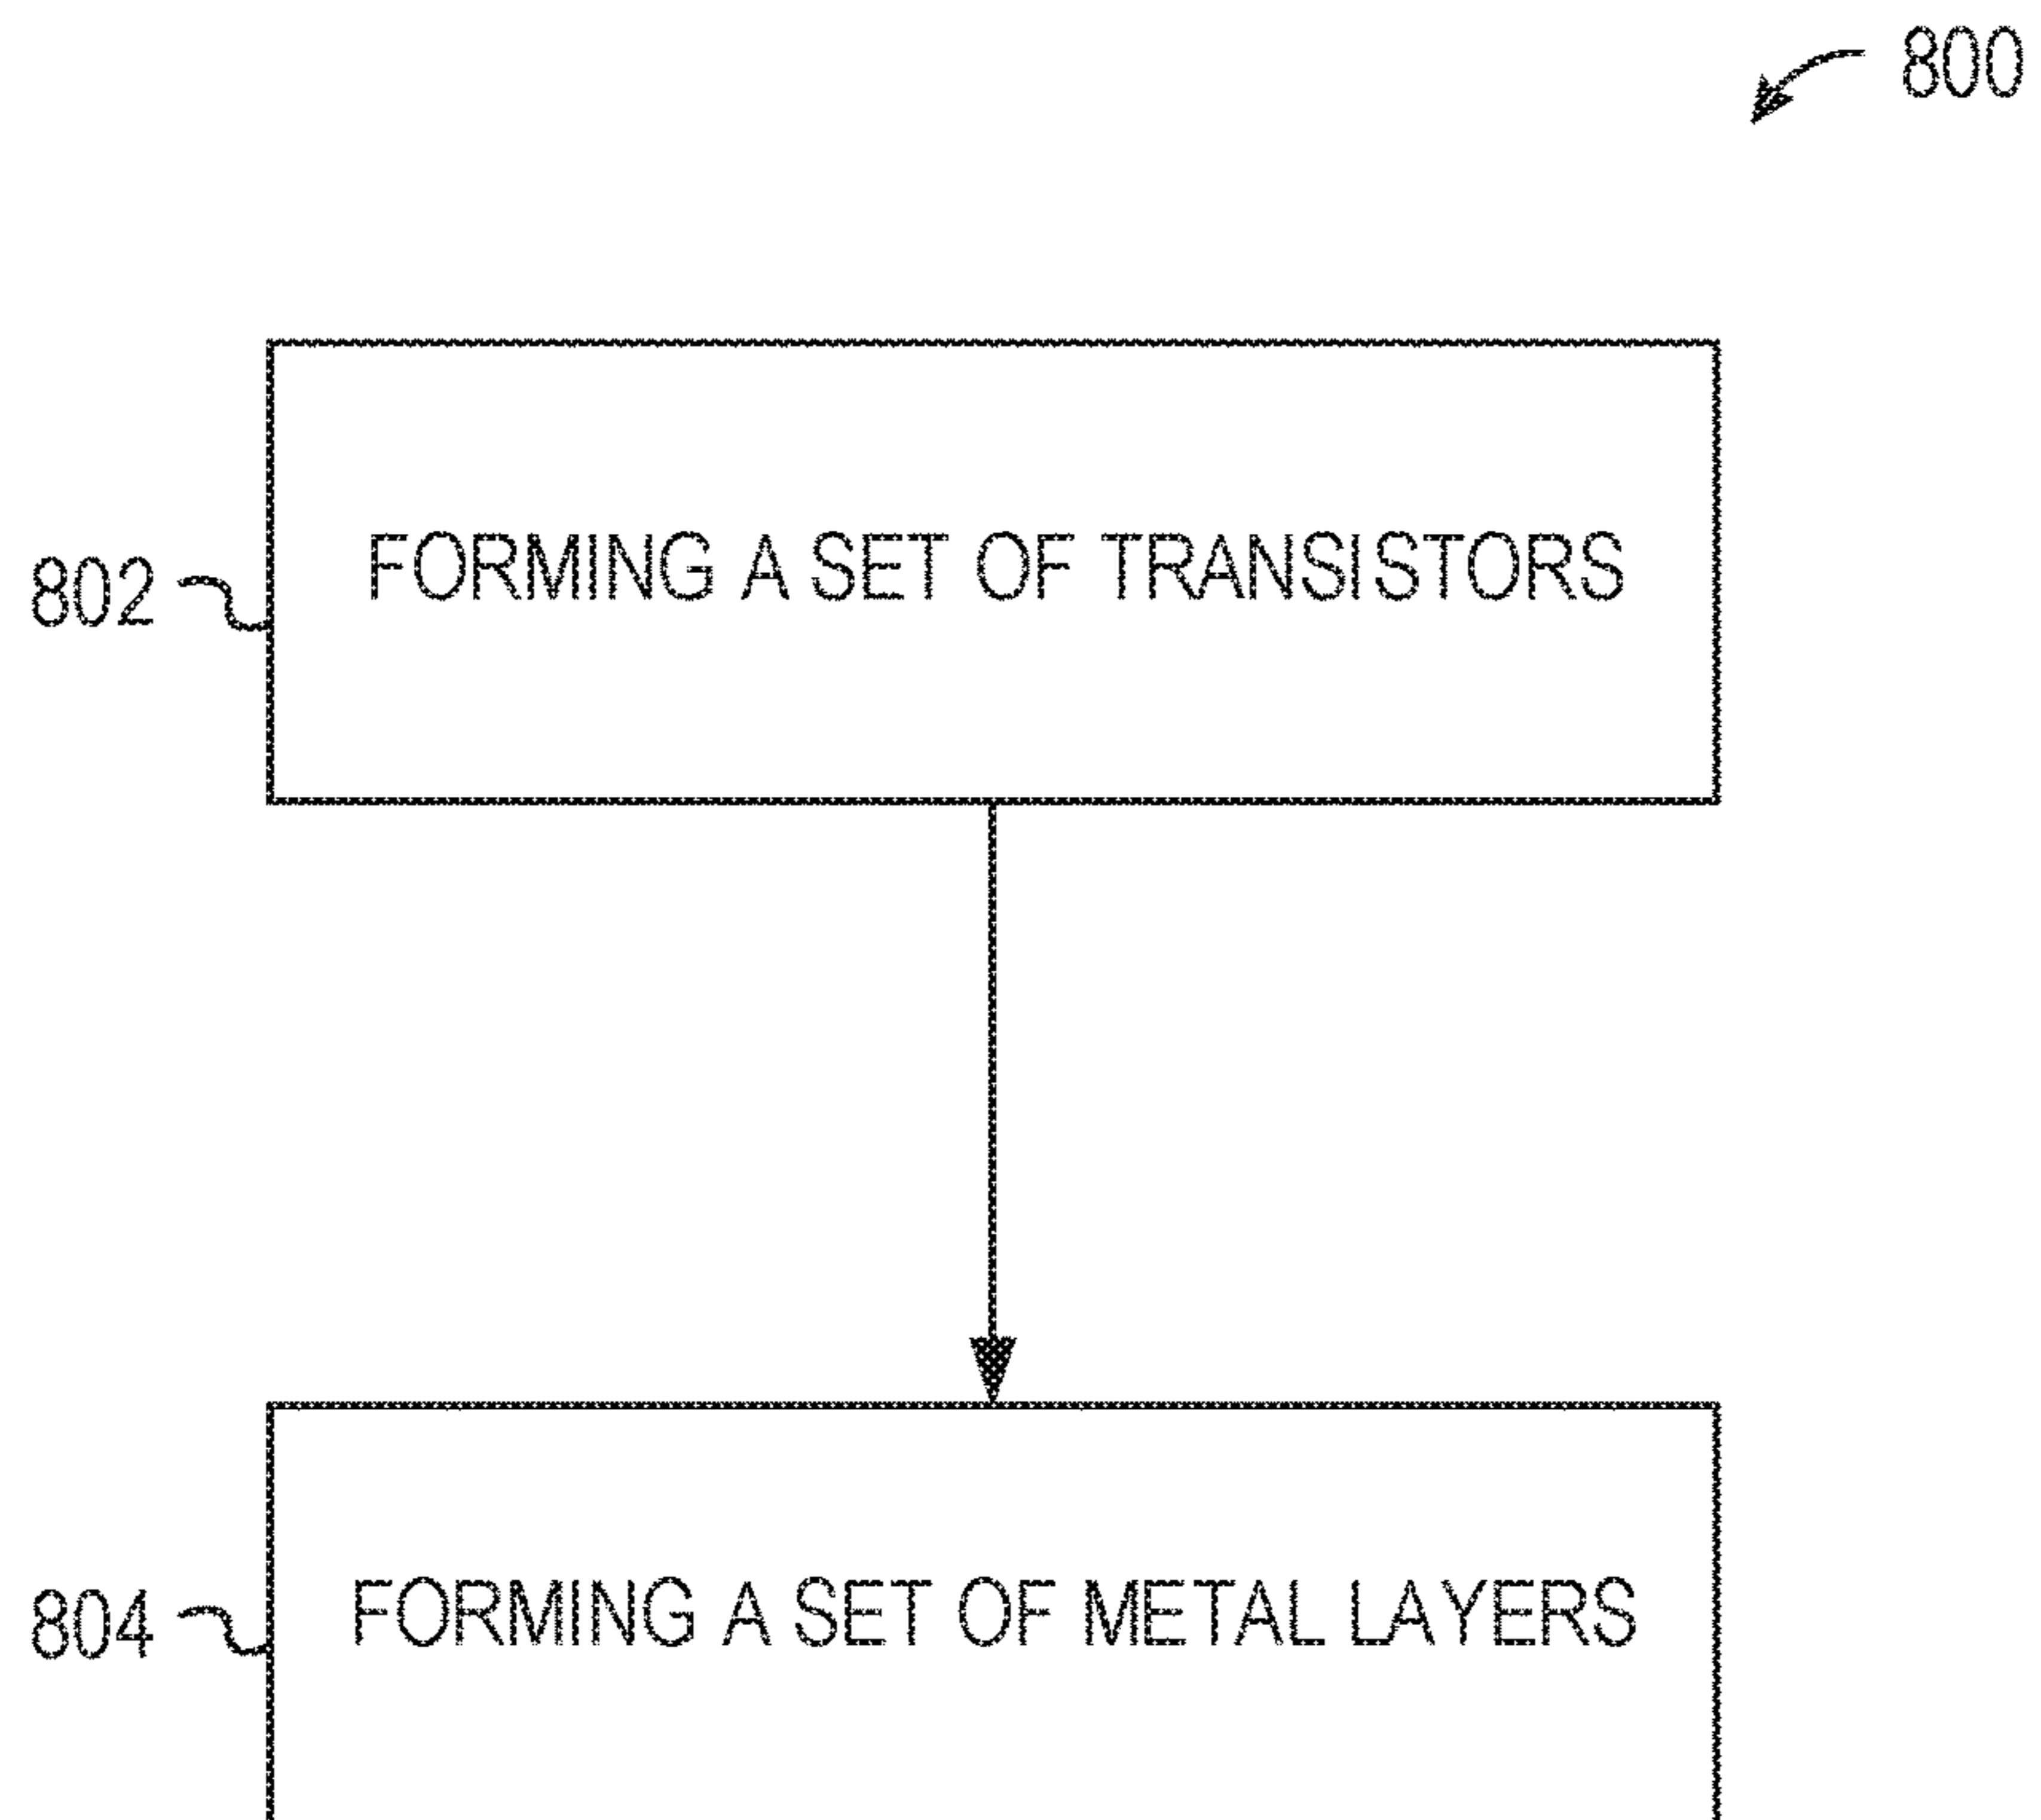 800
802
FORMING A SET OF TRANSISTORS
804
FORMING A SET OF METAL LAYERS